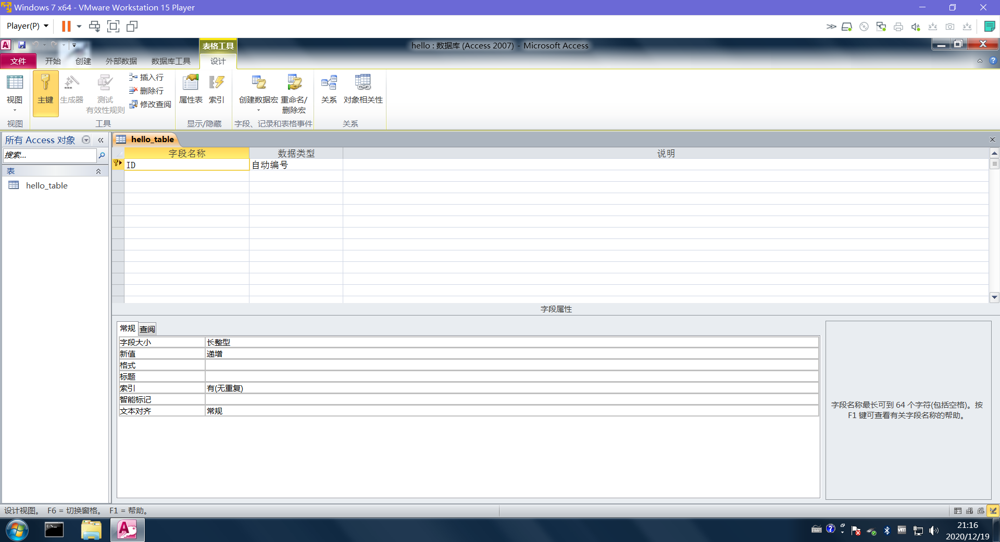 Windows 7 x64 - VMware Workstation 15 Player
Player(P)
表格工具
hello : 数据库 (Access 2007) - Microsoft Access
文件 开始 创建 外部数据 数据库工具 设计
视图
主键
生成器
测试
有效性规则
插入行
删除行
修改查阅
属性表
索引
创建数据宏
重命名/
删除宏
关系
对象相关性
视图 工具 显示/隐藏 字段、记录和表格事件 关系
所有 Access 对象
搜索...
表
hello_table
hello_table
字段名称 数据类型 说明
ID 自动编号
字段属性
常规 查阅
字段大小 长整型
新值 递增
格式
标题
索引 有(无重复)
智能标记
文本对齐 常规
字段名称最长可到 64 个字符(包括空格)。按
F1 键可查看有关字段名称的帮助。
设计视图。 F6 = 切换窗格。 F1 = 帮助。
21:16
2020/12/19